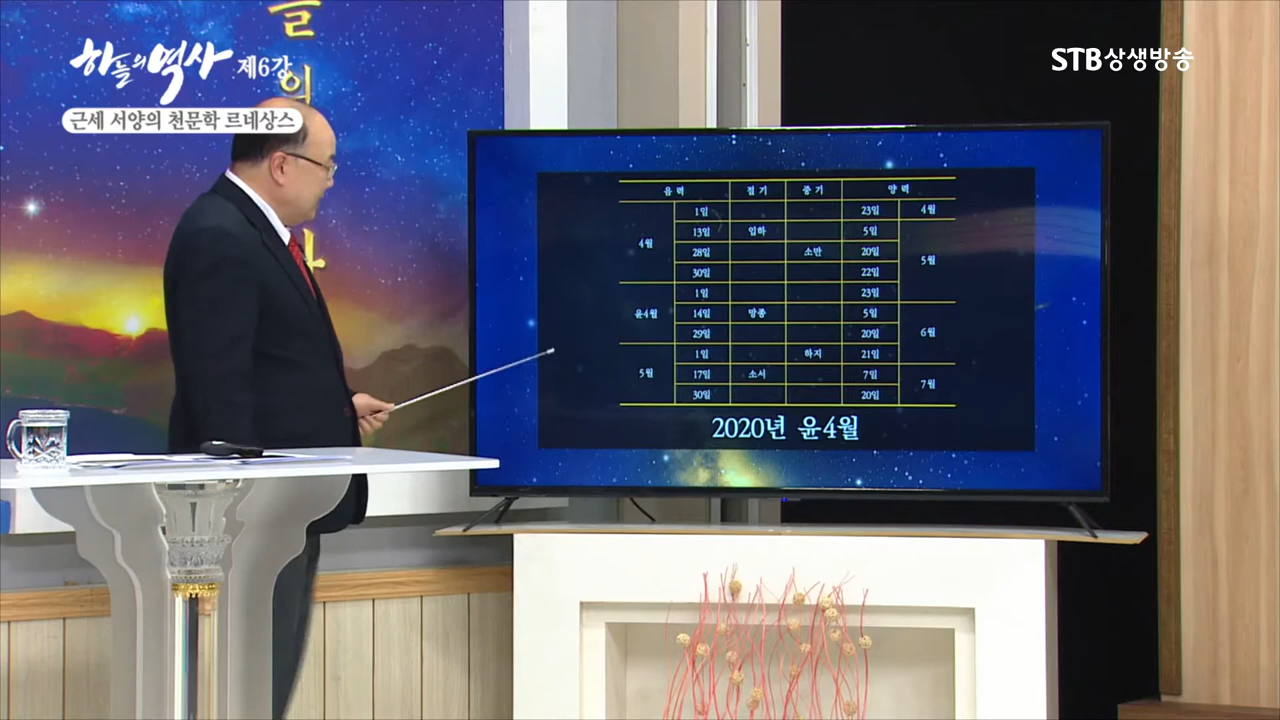 하늘의 역사 제6강
근세 서양의 천문학 르네상스
STB상생방송
늘의
음력 절기 중기 양력
4월 1일 23일 4월
13일 입하 5일 5월
28일 소만 20일
30일 22일
윤4월 1일 23일
14일 망종 5일 6월
29일 20일
5월 1일 하지 21일
17일 소서 7일 7월
30일 20일
2020년 윤4월